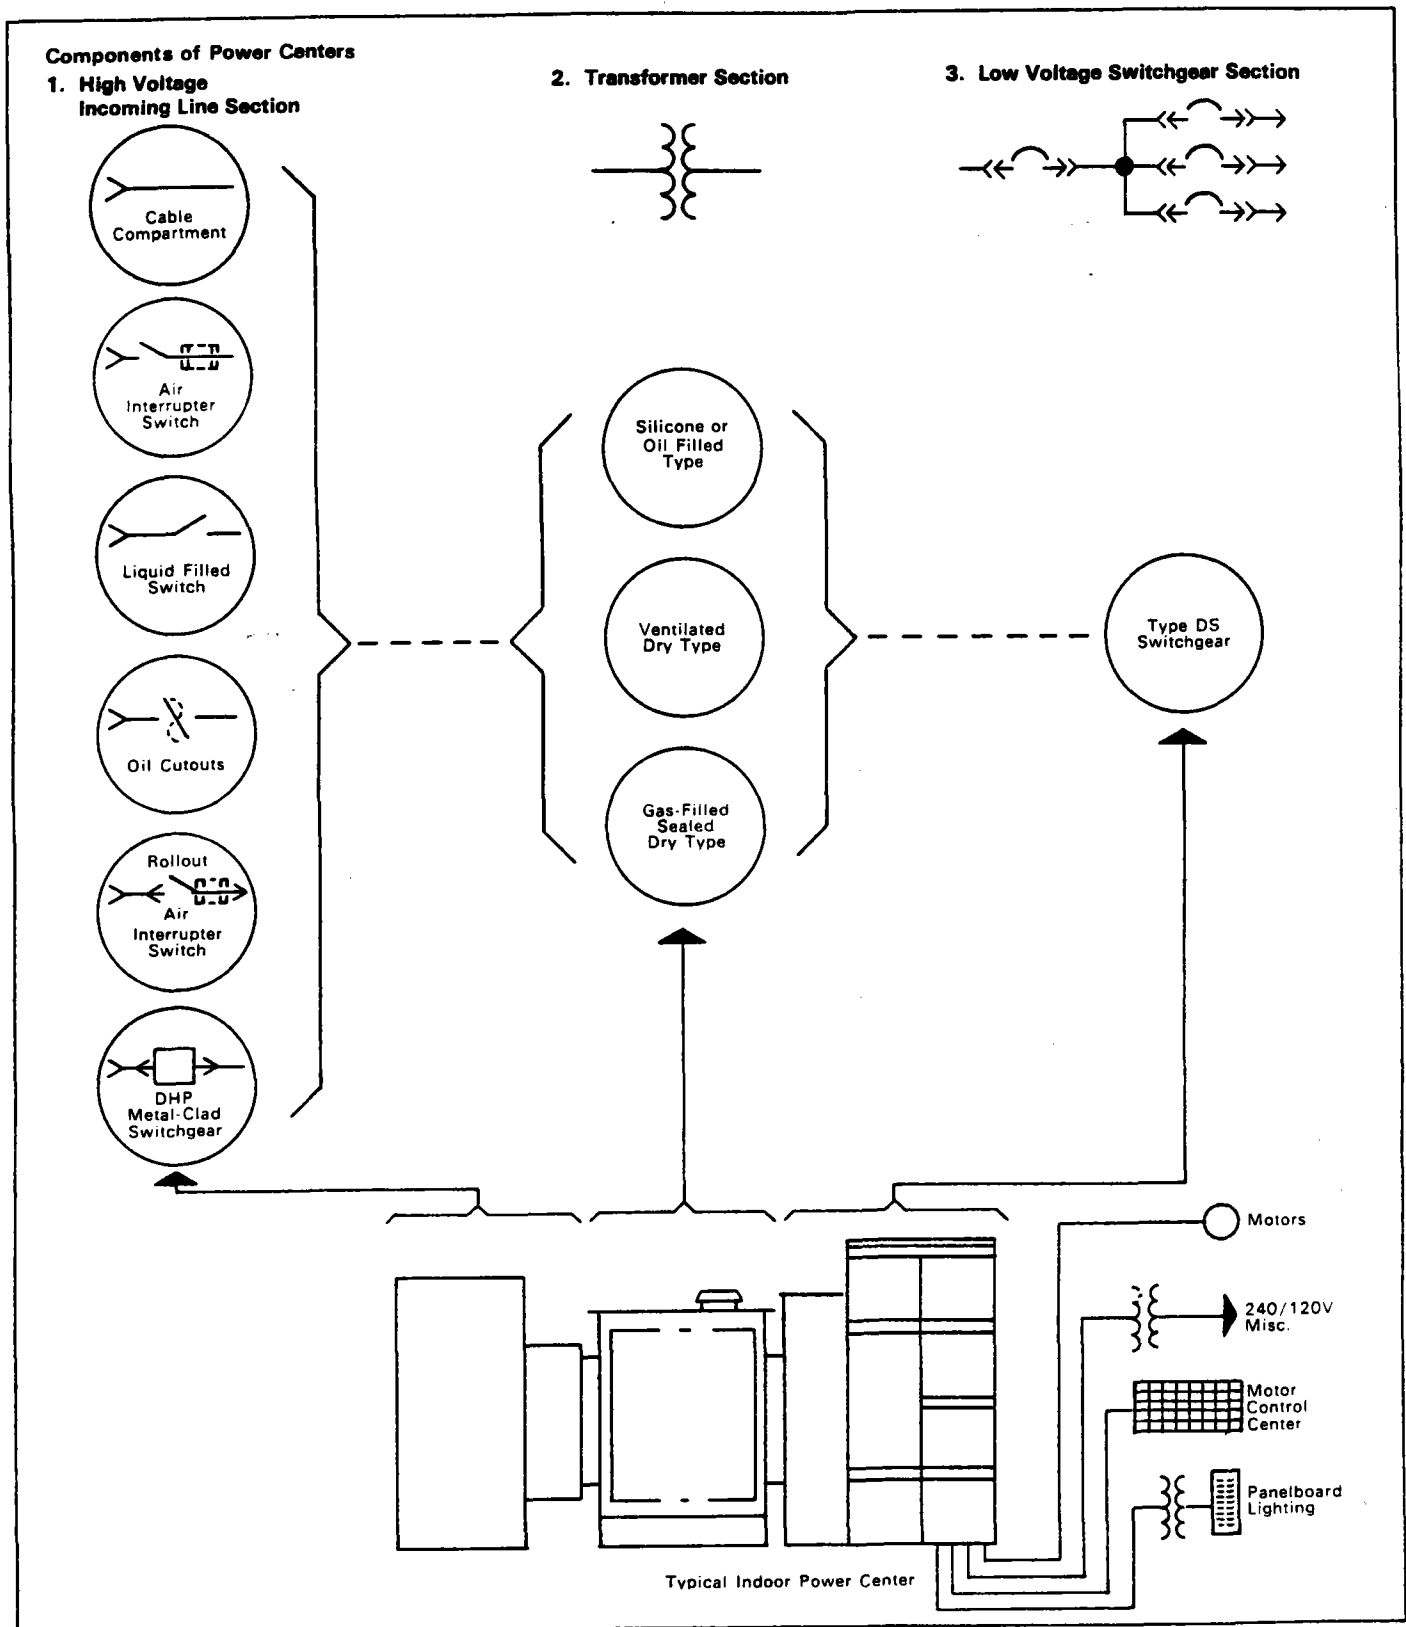 Components of Power Centers
1. High Voltage
Incoming Line Section
2. Transformer Section
3. Low Voltage Switchgear Section
Cable
Compartment
Air
Interrupter
Switch
Liquid Filled
Switch
Oil Cutouts
Rollout
Air
Interrupter
Switch
DHP
Metal-Clad
Switchgear
Silicone or
Oil Filled
Type
Ventilated
Dry Type
Gas-Filled
Sealed
Dry Type
Type DS
Switchgear
Motors
240/120V
Misc.
Motor
Control
Center
Panelboard
Lighting
Typical Indoor Power Center